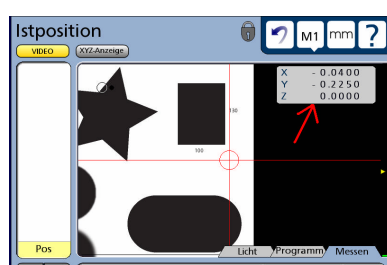 Istposition
M1 mm ?
VIDEO XYZ-Anzeige
X - 0.0400
Y - 0.2250
Z 0.0000
130
100
Pos
Licht Programm Messen